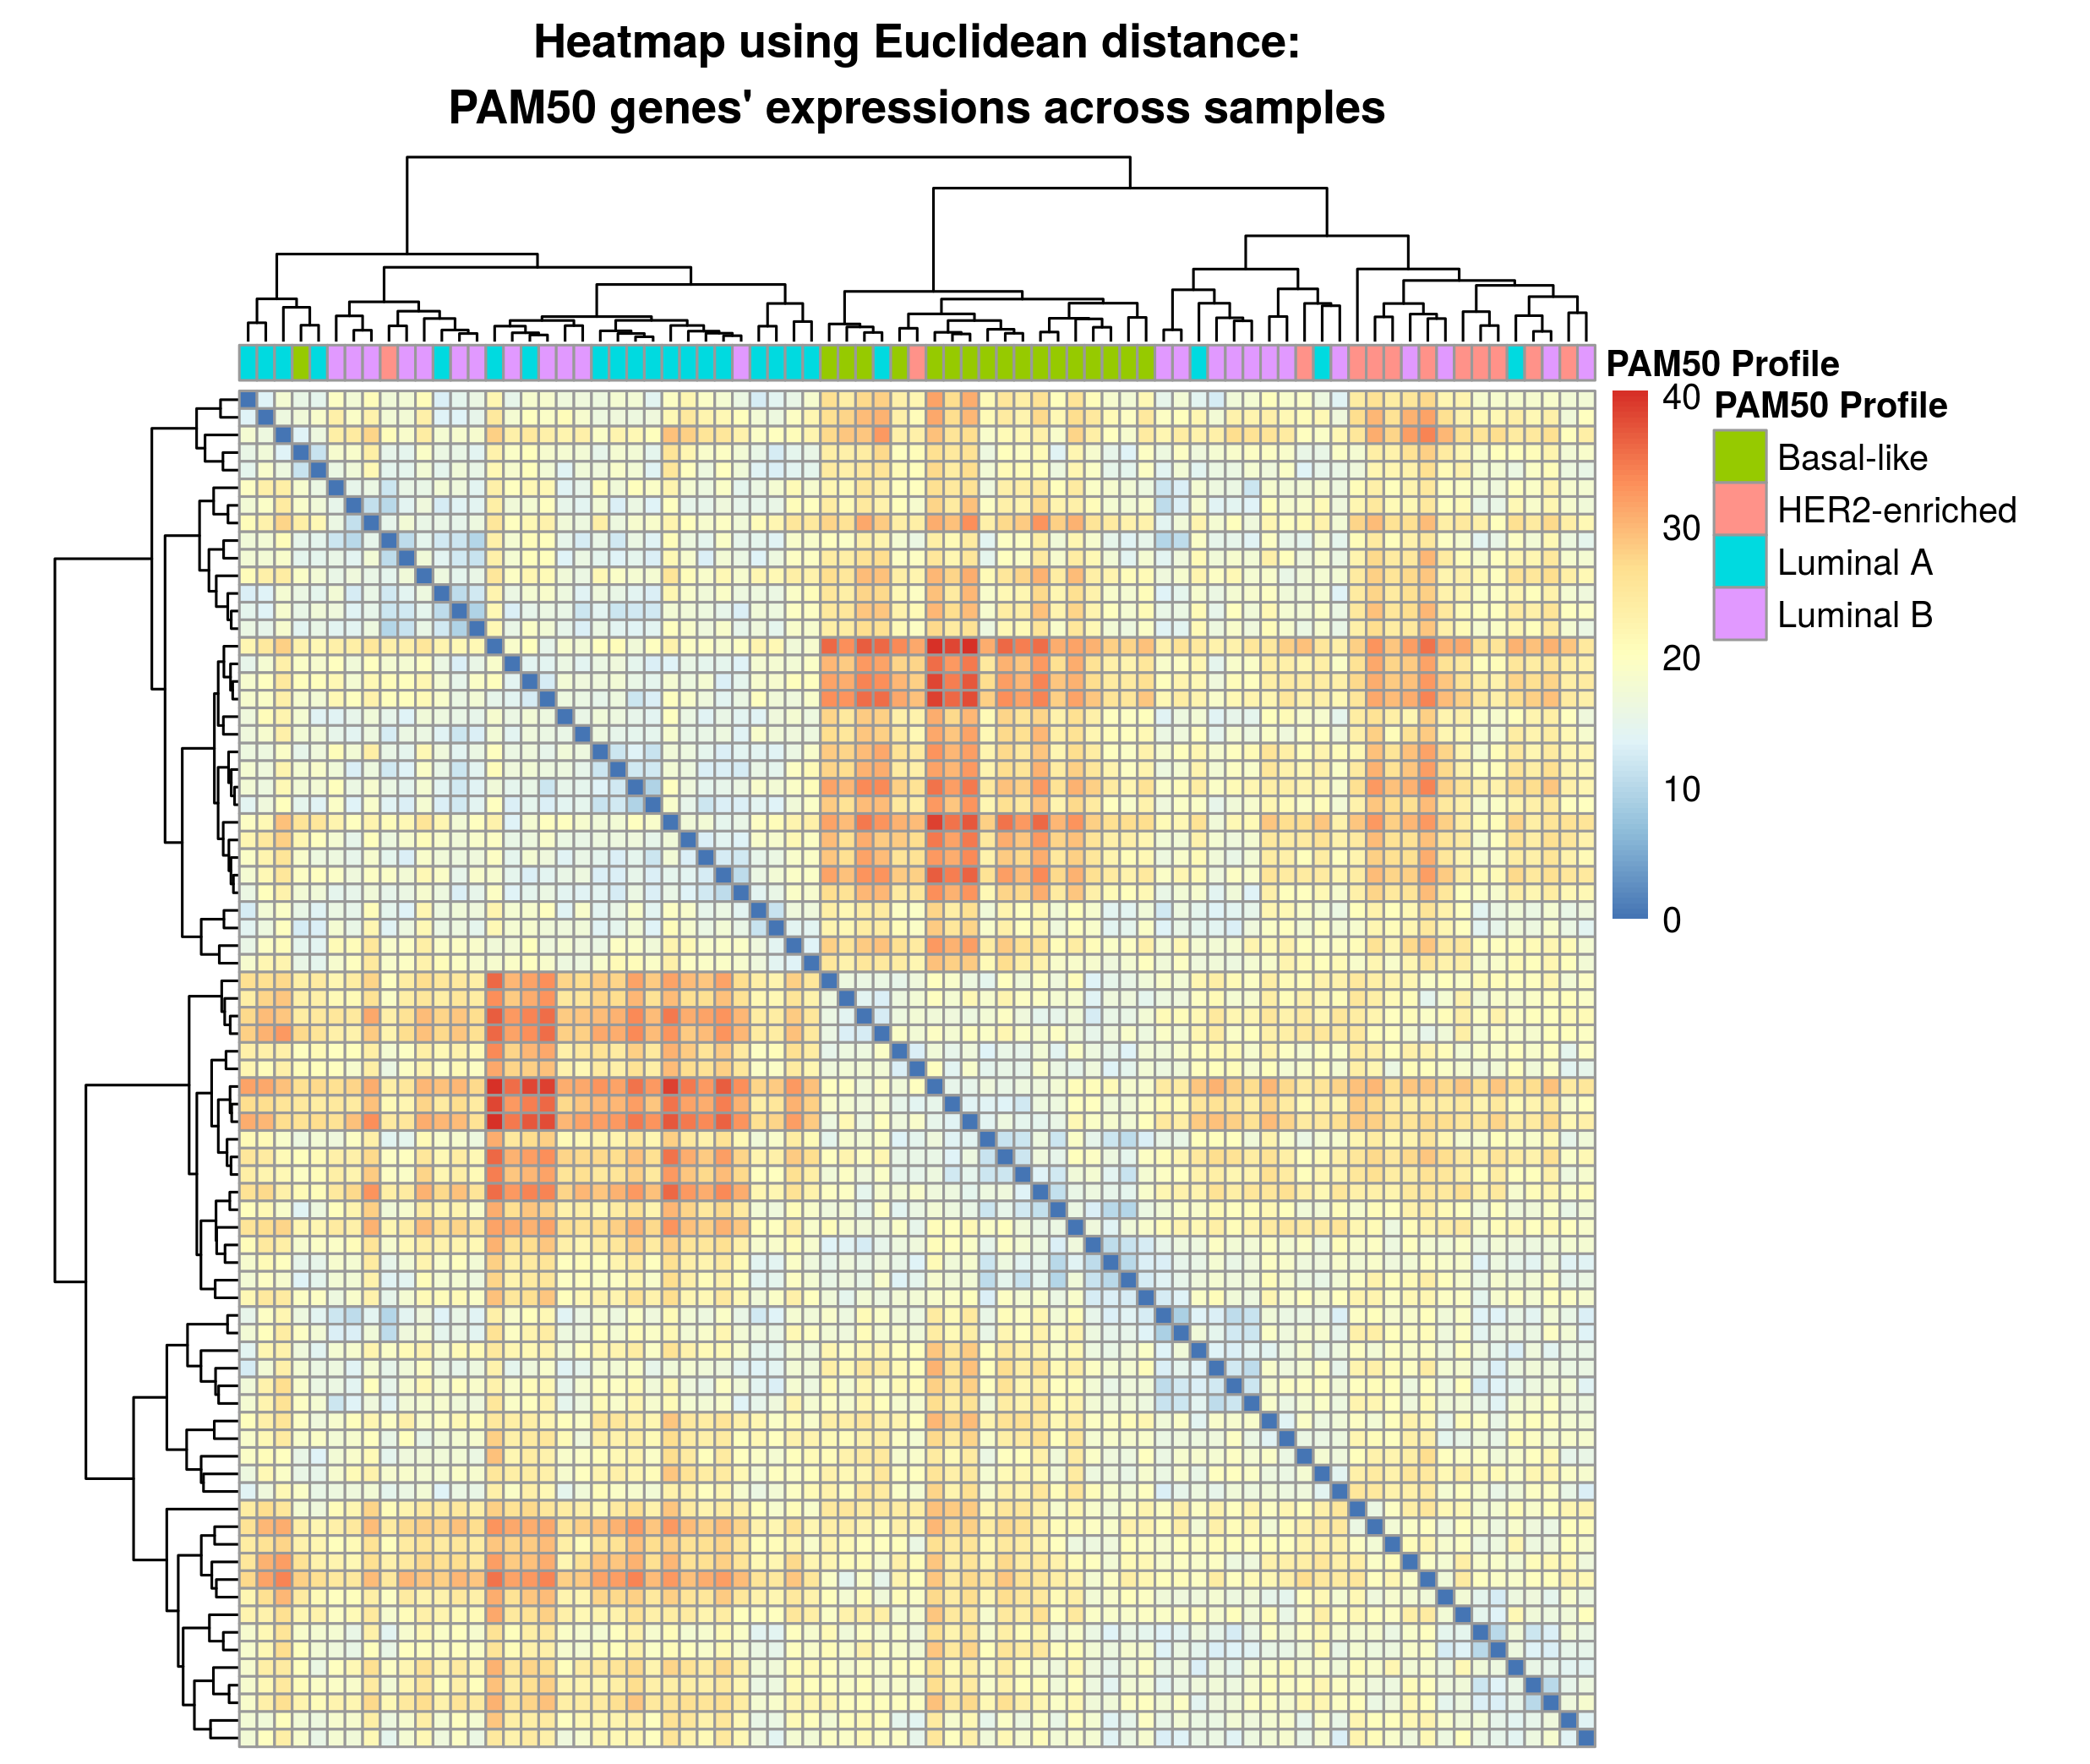 Heatmap using Euclidean distance:
PAM50 genes' expressions across samples
PAM50 Profile
40
30
20
10
0
PAM50 Profile
Basal-like
HER2-enriched
Luminal A
Luminal B